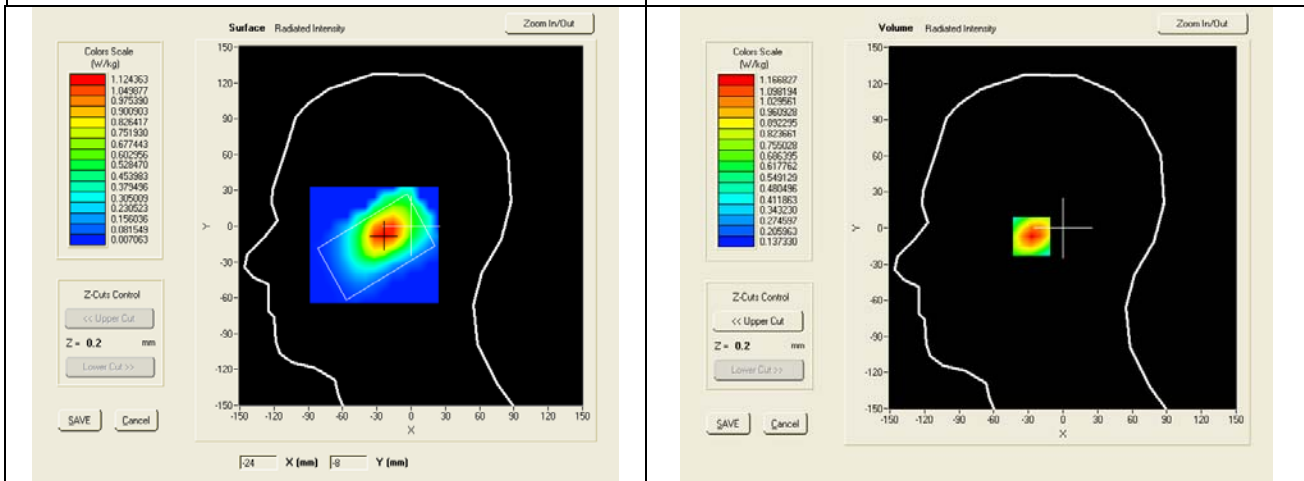 Surface Radiated Intensity
Zoom In/Out
Colors Scale
(W/kg)
1.124363
1.049877
0.975390
0.900903
0.826417
0.751930
0.677443
0.602956
0.528470
0.453983
0.379496
0.305009
0.230523
0.156036
0.081549
0.007063
Z-Cuts Control
<< Upper Cut
Z = 0.2 mm
Lower Cut >>
SAVE Cancel
150
120
90
60
30
0
-30
-60
-90
-120
-150
Y
-150 -120 -90 -60 -30 0 30 60 90 120 150
X
-24 X (mm) -8 Y (mm)
Volume Radiated Intensity
Zoom In/Out
Colors Scale
(W/kg)
1.166827
1.098194
1.029561
0.960928
0.892295
0.823661
0.755028
0.686395
0.617762
0.549129
0.480496
0.411863
0.343230
0.274597
0.205963
0.137330
Z-Cuts Control
<< Upper Cut
Z = 0.2 mm
Lower Cut >>
SAVE Cancel
150
120
90
60
30
0
-30
-60
-90
-120
-150
Y
-150 -120 -90 -60 -30 0 30 60 90 120 150
X